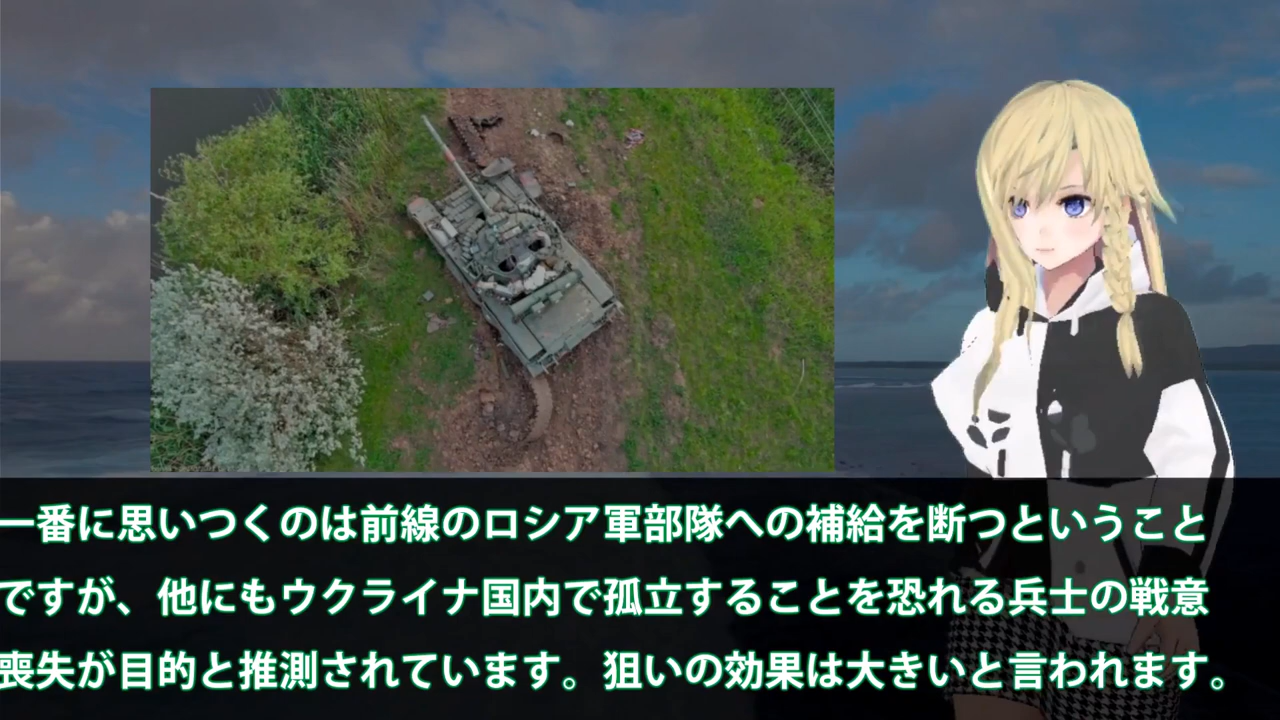 一番に思いつくのは前線のロシア軍部隊への補給を断つということ
ですが、他にもウクライナ国内で孤立することを恐れる兵士の戦意
喪失が目的と推測されています。狙いの効果は大きいと言われます。